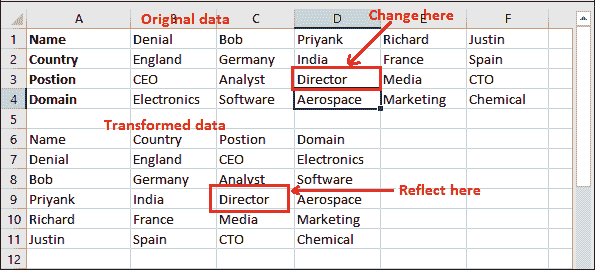 Original data
Change here
A B C D E F
1 Name Denial Bob Priyank Richard Justin
2 Country England Germany India France Spain
3 Postion CEO Analyst Director Media CTO
4 Domain Electronics Software Aerospace Marketing Chemical
5
Transformed data
6 Name Country Postion Domain
7 Denial England CEO Electronics
8 Bob Germany Analyst Software
Reflect here
9 Priyank India Director Aerospace
10 Richard France Media Marketing
11 Justin Spain CTO Chemical
12